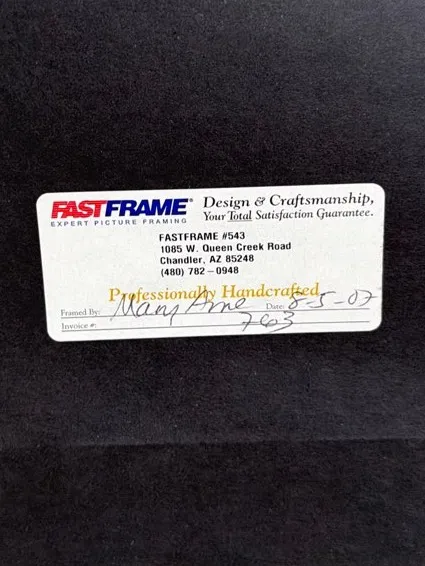 FASTFRAME®
EXPERT PICTURE FRAMING
Design & Craftsmanship,
Your Total Satisfaction Guarantee.
FASTFRAME #543
1085 W. Queen Creek Road
Chandler, AZ 85248
(480) 782-0948
Professionally Handcrafted
Framed By: Mary Anne Date: 8-5-07
Invoice #: 763